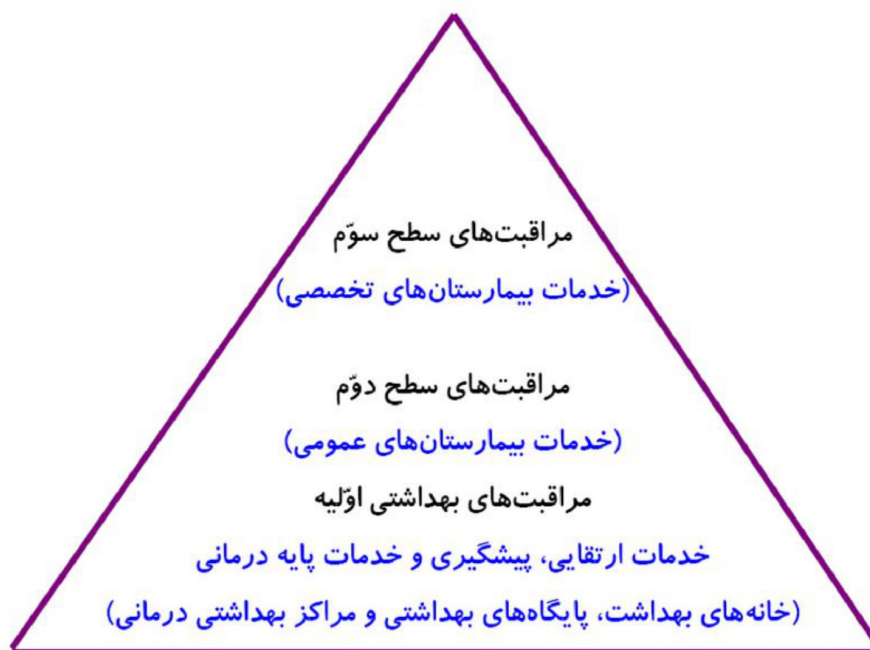 مراقبت‌های سطح سوّم
(خدمات بیمارستان‌های تخصصی)
مراقبت‌های سطح دوّم
(خدمات بیمارستان‌های عمومی)
مراقبت‌های بهداشتی اوّلیه
خدمات ارتقایی، پیشگیری و خدمات پایه درمانی
(خانه‌های بهداشت، پایگاه‌های بهداشتی و مراکز بهداشتی درمانی)